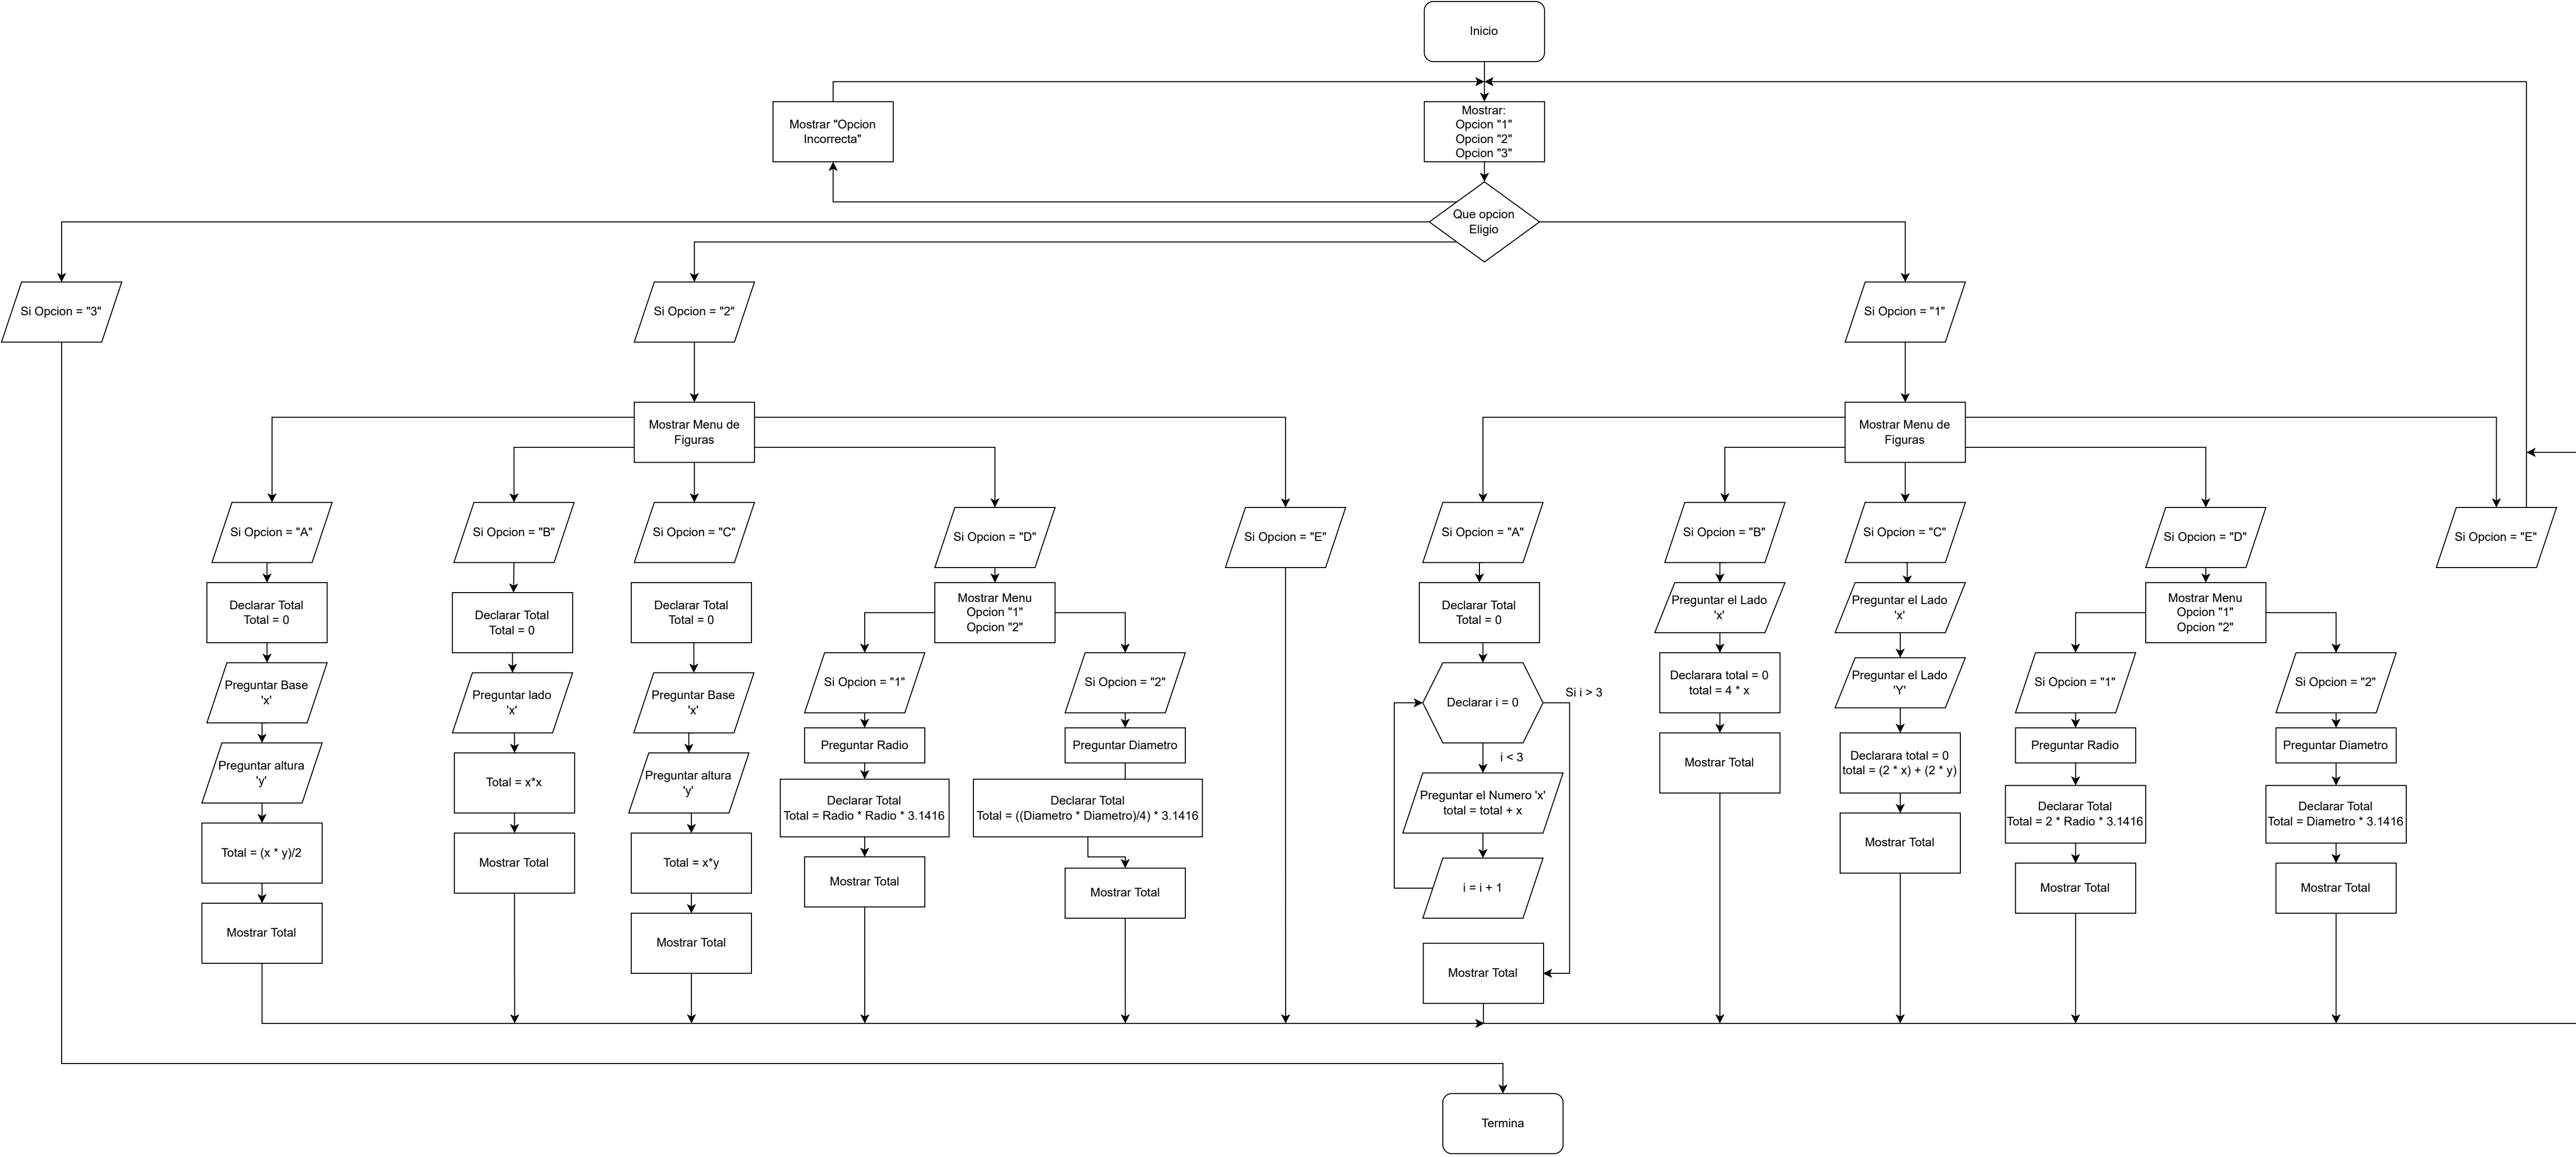 Inicio
Mostrar "Opcion
Incorrecta"
Mostrar:
Opcion "1"
Opcion "2"
Opcion "3"
Que opcion
Eligio
Si Opcion = "3"
Si Opcion = "2"
Si Opcion = "1"
Mostrar Menu de
Figuras
Mostrar Menu de
Figuras
Si Opcion = "A"
Si Opcion = "B"
Si Opcion = "C"
Si Opcion = "D"
Si Opcion = "E"
Si Opcion = "A"
Si Opcion = "B"
Si Opcion = "C"
Si Opcion = "D"
Si Opcion = "E"
Declarar Total
Total = 0
Declarar Total
Total = 0
Declarar Total
Total = 0
Mostrar Menu
Opcion "1"
Opcion "2"
Declarar Total
Total = 0
Preguntar el Lado
'x'
Preguntar el Lado
'x'
Mostrar Menu
Opcion "1"
Opcion "2"
Preguntar Base
'x'
Preguntar lado
'x'
Preguntar Base
'x'
Si Opcion = "1"
Si Opcion = "2"
Declarar i = 0
Si i > 3
i < 3
Declarara total = 0
total = 4 * x
Preguntar el Lado
'Y'
Si Opcion = "1"
Si Opcion = "2"
Preguntar altura
'y'
Total = x*x
Preguntar altura
'y'
Preguntar Radio
Preguntar Diametro
Mostrar Total
Declarara total = 0
total = (2 * x) + (2 * y)
Preguntar Radio
Preguntar Diametro
Declarar Total
Total = Radio * Radio * 3.1416
Declarar Total
Total = ((Diametro * Diametro)/4) * 3.1416
Preguntar el Numero 'x'
total = total + x
Declarar Total
Total = 2 * Radio * 3.1416
Declarar Total
Total = Diametro * 3.1416
Total = (x * y)/2
Mostrar Total
Total = x*y
Mostrar Total
Mostrar Total
i = i + 1
Mostrar Total
Mostrar Total
Mostrar Total
Mostrar Total
Mostrar Total
Mostrar Total
Termina